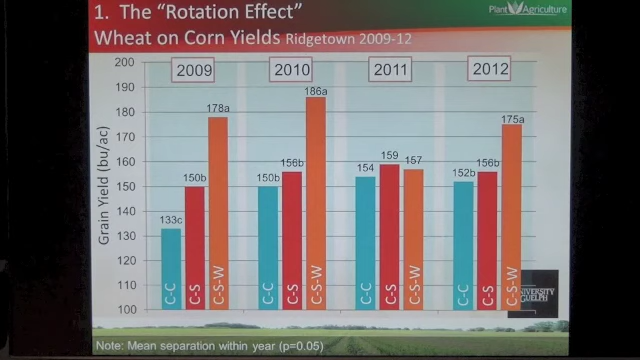 1. The “Rotation Effect”
Wheat on Corn Yields Ridgetown 2009-12
Plant Agriculture
Grain Yield (bu/ac)
200
190
180
170
160
150
140
130
120
110
100
2009
2010
2011
2012
133c
150b
178a
150b
156b
186a
154
159
157
152b
156b
175a
C-C
C-S
C-S-W
C-C
C-S
C-S-W
C-C
C-S
C-S-W
C-C
C-S
C-S-W
GUELPH
Note: Mean separation within year (p=0.05)